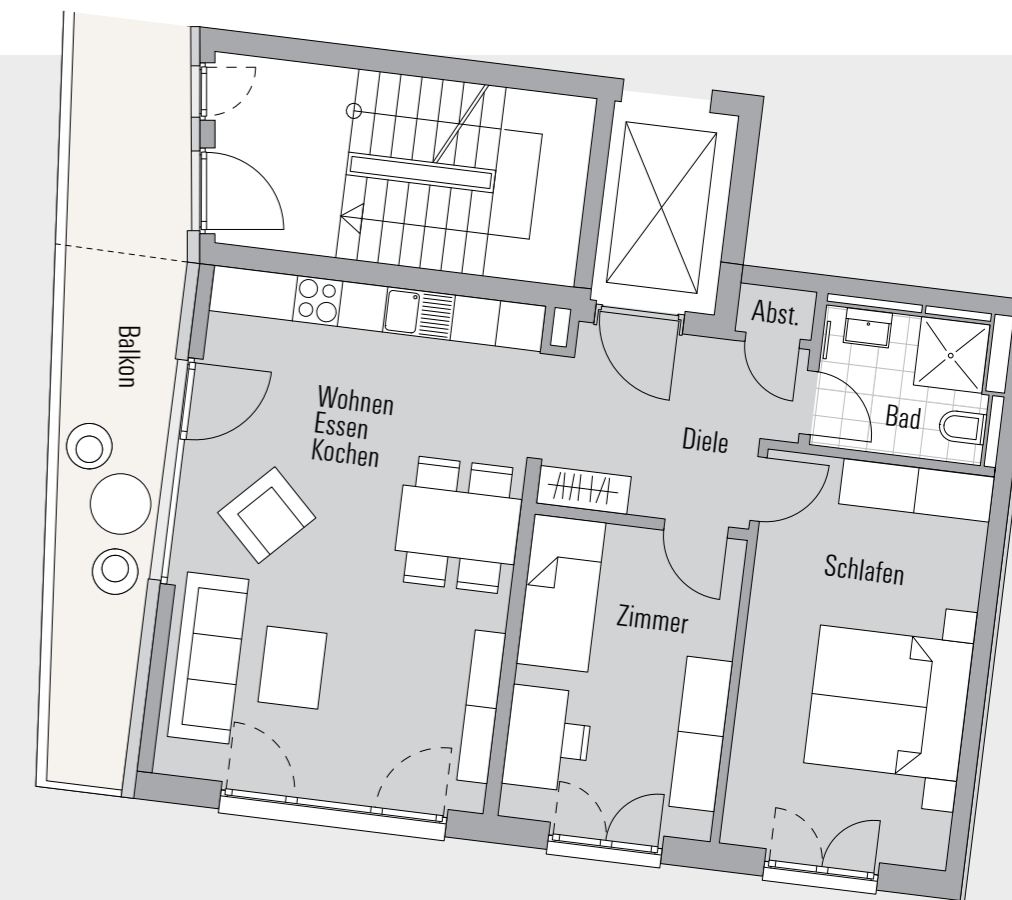 Abst.
Balkon
Wohnen
Essen
Kochen
Diele
Bad
Schlafen
Zimmer